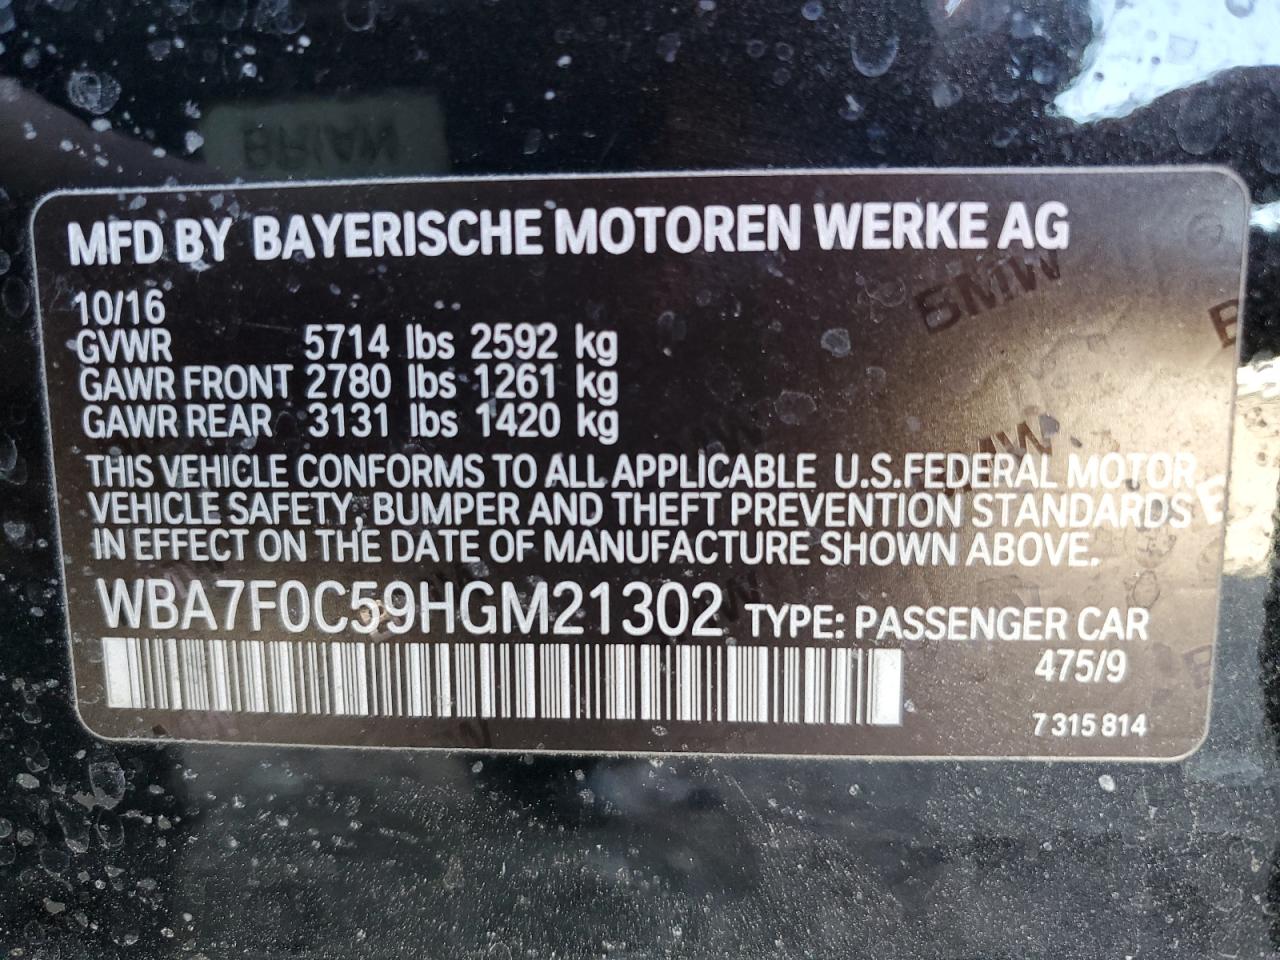 BRIAN
MFD BY BAYERISCHE MOTOREN WERKE AG
10/16
GVWR 5714 lbs 2592 kg
GAWR FRONT 2780 lbs 1261 kg
GAWR REAR 3131 lbs 1420 kg
THIS VEHICLE CONFORMS TO ALL APPLICABLE U.S.FEDERAL MOTOR
VEHICLE SAFETY, BUMPER AND THEFT PREVENTION STANDARDS
IN EFFECT ON THE DATE OF MANUFACTURE SHOWN ABOVE.
WBA7F0C59HGM21302 TYPE: PASSENGER CAR
475/9
7 315 814
BMW
BMW